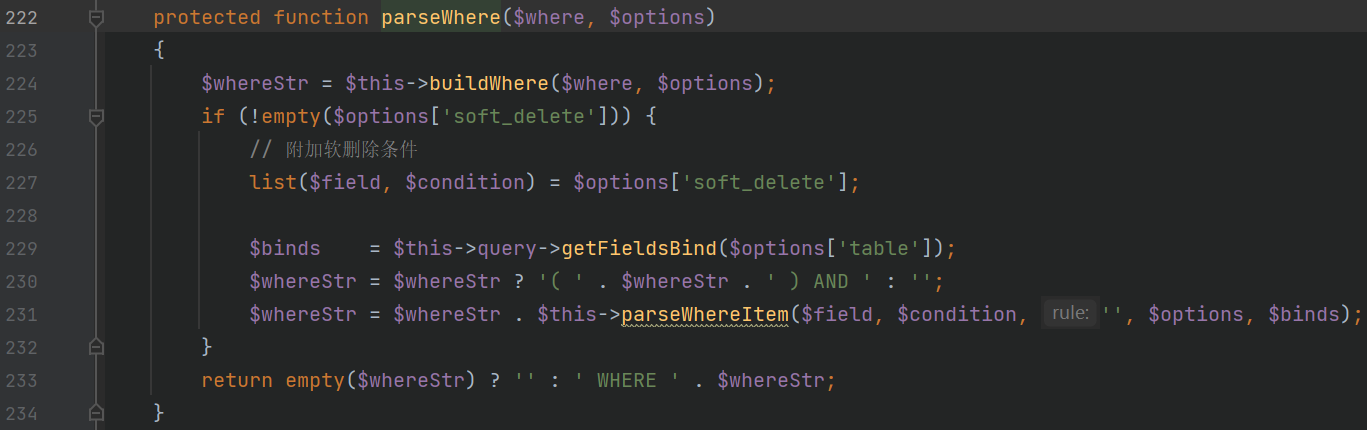 222 protected function parseWhere($where, $options)
223 {
224 $whereStr = $this->buildWhere($where, $options);
225 if (!empty($options['soft_delete'])) {
226 // 附加软删除条件
227 list($field, $condition) = $options['soft_delete'];
228
229 $binds    = $this->query->getFieldsBind($options['table']);
230 $whereStr = $whereStr ? '( ' . $whereStr . ' ) AND ' : '';
231 $whereStr = $whereStr . $this->parseWhereItem($field, $condition, rule: '', $options, $binds);
232 }
233 return empty($whereStr) ? '' : ' WHERE ' . $whereStr;
234 }